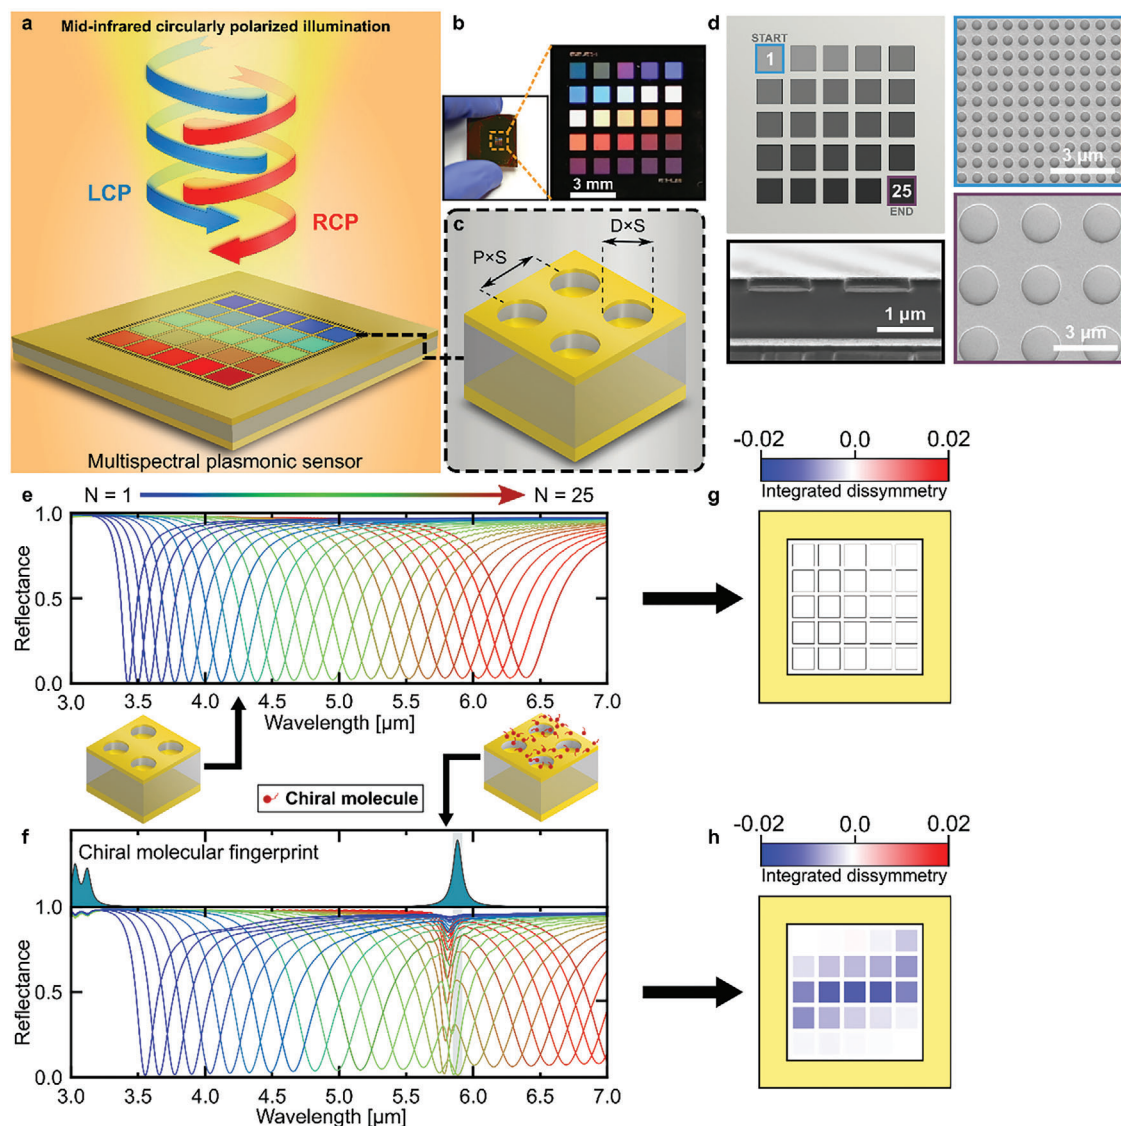 a
Mid-infrared circularly polarized illumination
LCP
RCP
Multispectral plasmonic sensor
b
3 mm
c
P×S
D×S
d
START
1
25
END
3 μm
1 μm
3 μm
e
N = 1
N = 25
Reflectance
1.0
0.5
0.0
3.0 3.5 4.0 4.5 5.0 5.5 6.0 6.5 7.0
Wavelength [μm]
g
-0.02 0.0 0.02
Integrated dissymmetry
Chiral molecule
f
Chiral molecular fingerprint
Reflectance
1.0
0.5
0.0
3.0 3.5 4.0 4.5 5.0 5.5 6.0 6.5 7.0
Wavelength [μm]
h
-0.02 0.0 0.02
Integrated dissymmetry